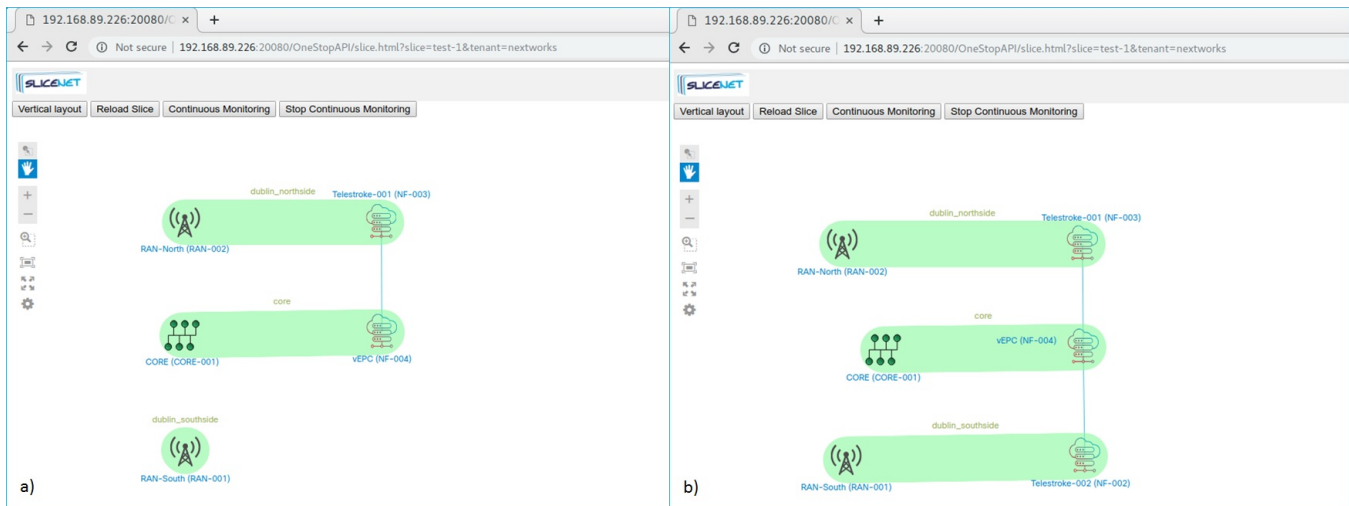 192.168.89.226:20080/O
Not secure | 192.168.89.226:20080/OneStopAPI/slice.html?slice=test-1&tenant=nextworks
SLICENET
Vertical layout Reload Slice Continuous Monitoring Stop Continuous Monitoring
dublin_northside
Telestroke-001 (NF-003)
RAN-North (RAN-002)
core
CORE (CORE-001)
vEPC (NF-004)
dublin_southside
RAN-South (RAN-001)
a)
192.168.89.226:20080/O
Not secure | 192.168.89.226:20080/OneStopAPI/slice.html?slice=test-1&tenant=nextworks
SLICENET
Vertical layout Reload Slice Continuous Monitoring Stop Continuous Monitoring
dublin_northside
Telestroke-001 (NF-003)
RAN-North (RAN-002)
core
vEPC (NF-004)
CORE (CORE-001)
dublin_southside
RAN-South (RAN-001)
Telestroke-002 (NF-002)
b)